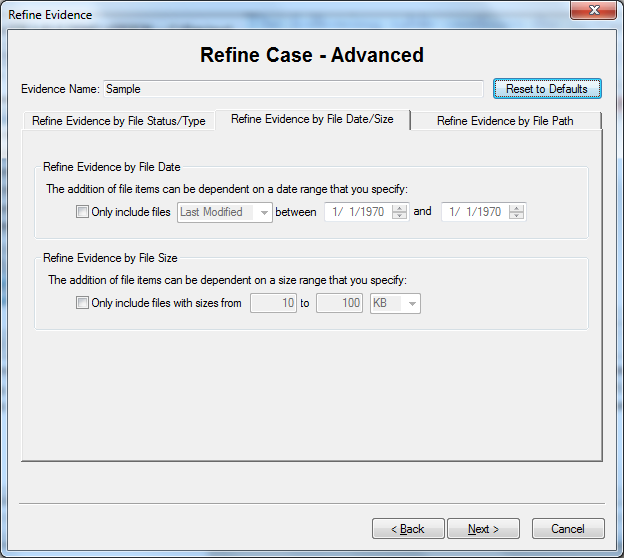 Refine Evidence
Refine Case - Advanced
Evidence Name: Sample Reset to Defaults
Refine Evidence by File Status/Type Refine Evidence by File Date/Size Refine Evidence by File Path
Refine Evidence by File Date
The addition of file items can be dependent on a date range that you specify:
Only include files Last Modified between 1/ 1/1970 and 1/ 1/1970
Refine Evidence by File Size
The addition of file items can be dependent on a size range that you specify:
Only include files with sizes from 10 to 100 KB
< Back Next > Cancel